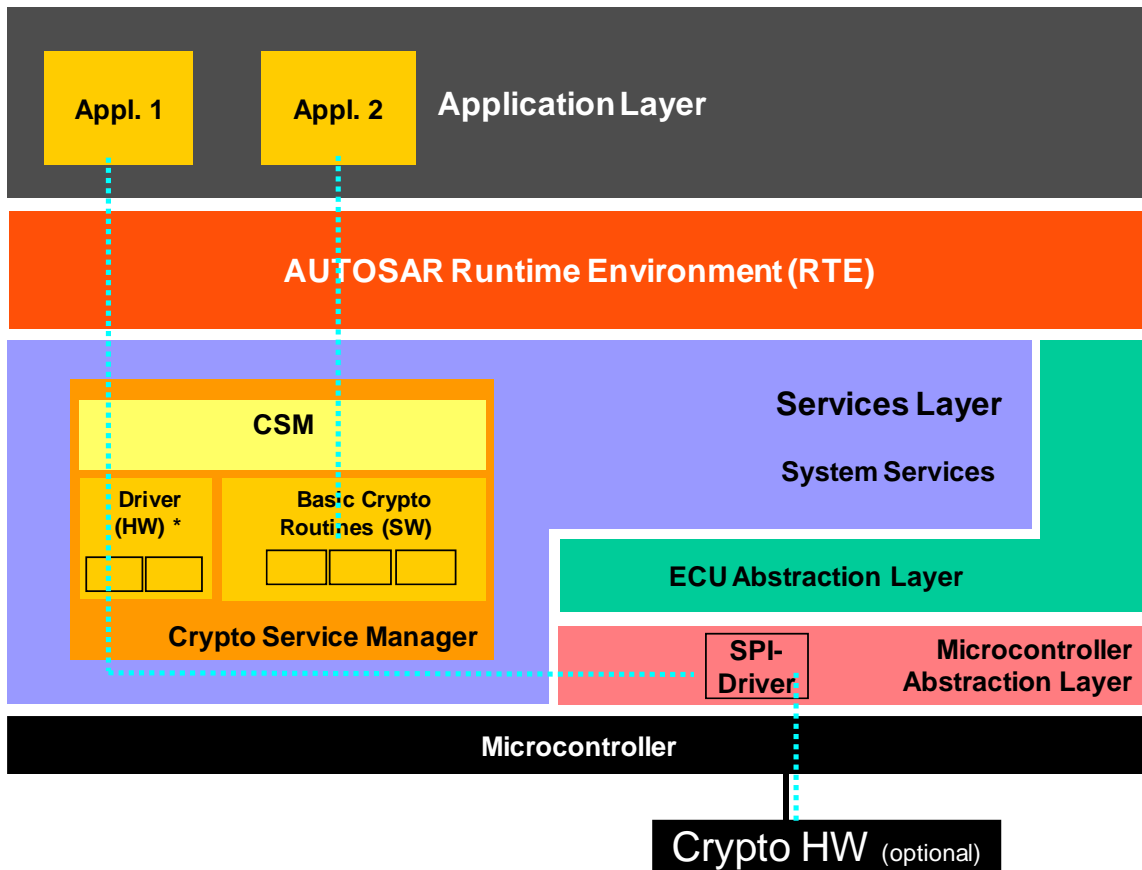 Appl. 1
Appl. 2
Application Layer
AUTOSAR Runtime Environment (RTE)
CSM
Services Layer
System Services
Driver
(HW) *
Basic Crypto
Routines (SW)
Crypto Service Manager
ECU Abstraction Layer
SPI-
Driver
Microcontroller
Abstraction Layer
Microcontroller
Crypto HW (optional)